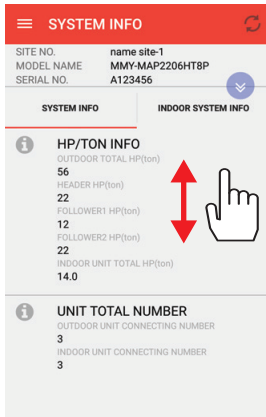 SYSTEM INFO
SITE NO. name site-1
MODEL NAME MMY-MAP2206HT8P
SERIAL NO. A123456
SYSTEM INFO INDOOR SYSTEM INFO
HP/TON INFO
OUTDOOR TOTAL HP(ton)
56
HEADER HP(ton)
22
FOLLOWER1 HP(ton)
12
FOLLOWER2 HP(ton)
22
INDOOR UNIT TOTAL HP(ton)
14.0
UNIT TOTAL NUMBER
OUTDOOR UNIT CONNECTING NUMBER
3
INDOOR UNIT CONNECTING NUMBER
3